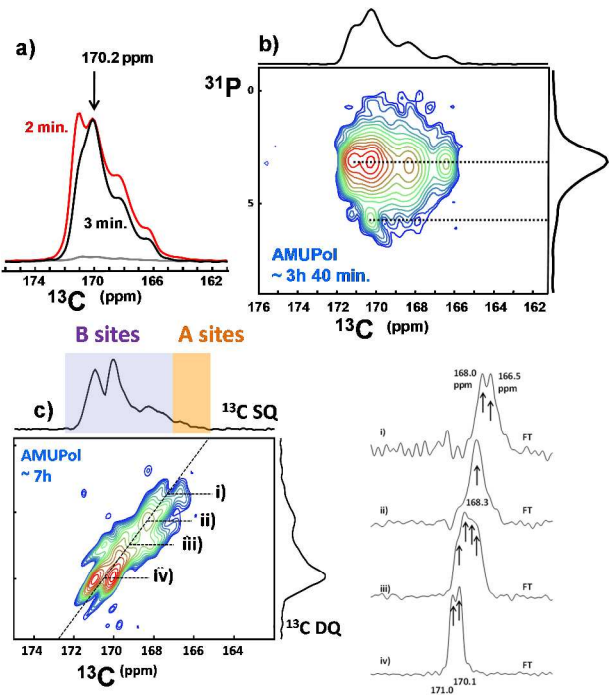 a)
170.2 ppm
2 min.
3 min.
174 170 166 162
13C (ppm)
b)
31P
0
5
AMUPol
~ 3h 40 min.
176 174 172 170 168 166 164 162
13C (ppm)
B sites A sites
c)
13C SQ
AMUPol
~ 7h
i)
ii)
iii)
iv)
13C DQ
174 172 170 168 166 164
13C (ppm)
168.0 ppm
166.5 ppm
i) FT
168.3
ii) FT
iii) FT
iv) FT
171.0 170.1